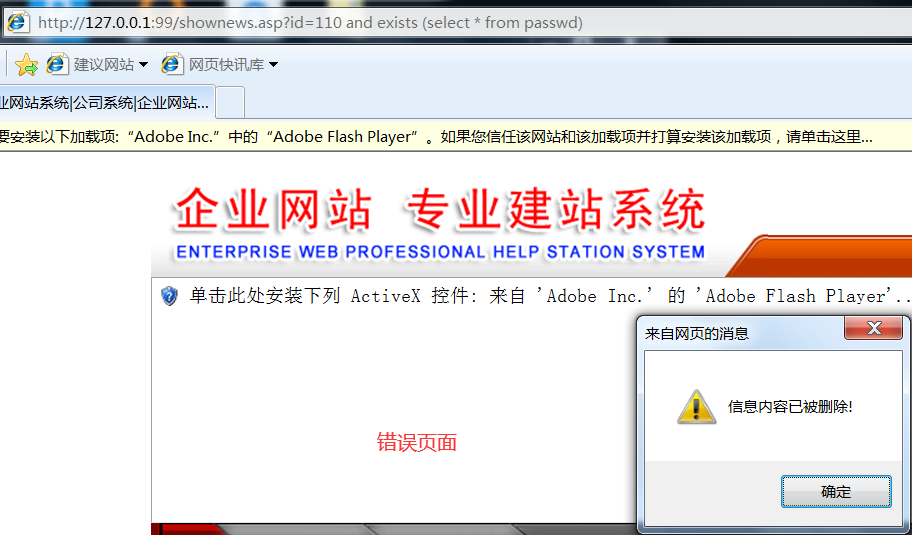 http://127.0.0.1:99/shownews.asp?id=110 and exists (select * from passwd)
建议网站 网页快讯库
业网站系统|公司系统|企业网站...
要安装以下加载项:“Adobe Inc.”中的“Adobe Flash Player”。如果您信任该网站和该加载项并打算安装该加载项，请单击这里...
企业网站 专业建站系统
ENTERPRISE WEB PROFESSIONAL HELP STATION SYSTEM
单击此处安装下列 ActiveX 控件: 来自 'Adobe Inc.' 的 'Adobe Flash Player'..
来自网页的消息
信息内容已被删除!
错误页面
确定